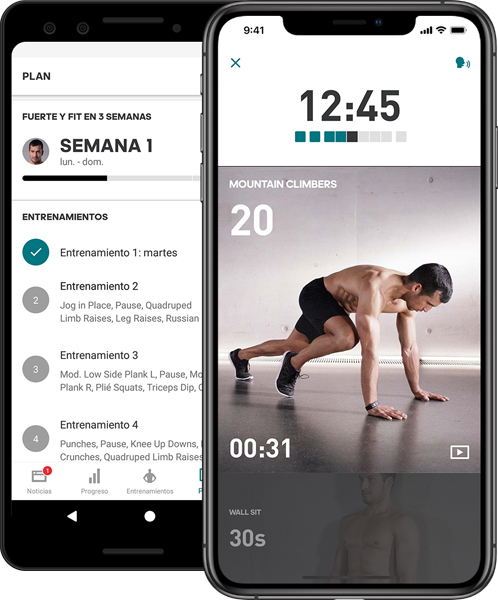 PLAN
FUERTE Y FIT EN 3 SEMANAS
SEMANA 1
lun. - dom.
ENTRENAMIENTOS
Entrenamiento 1: martes
2
Entrenamiento 2
Jog in Place, Pause, Quadruped
Limb Raises, Leg Raises, Russian
3
Entrenamiento 3
Mod. Low Side Plank L, Pause, Mo
Plank R, Plié Squats, Triceps Dip, C
4
Entrenamiento 4
Punches, Pause, Knee Up Downs,
Crunches, Quadruped Limb Raises
1
Noticias
Progreso
Entrenamientos
9:41
12:45
MOUNTAIN CLIMBERS
20
00:31
WALL SIT
30s